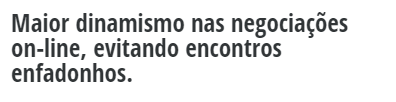 Maior dinamismo nas negociações
on-line, evitando encontros
enfadonhos.